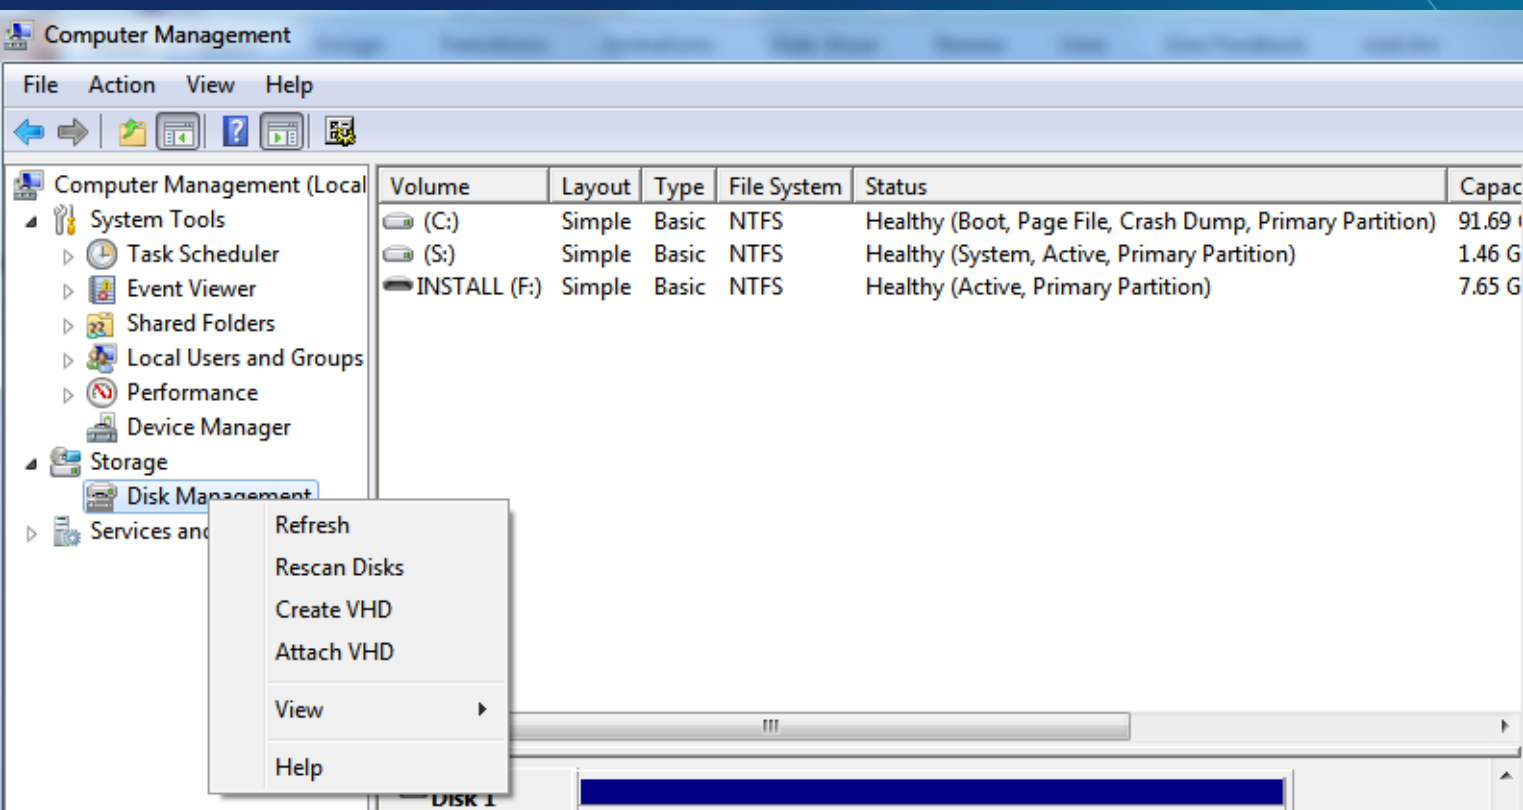 Computer Management
File Action View Help
Computer Management (Local
System Tools
Task Scheduler
Event Viewer
Shared Folders
Local Users and Groups
Performance
Device Manager
Storage
Disk Management
Services and
Volume Layout Type File System Status Capac
(C:) Simple Basic NTFS Healthy (Boot, Page File, Crash Dump, Primary Partition) 91.69
(S:) Simple Basic NTFS Healthy (System, Active, Primary Partition) 1.46 G
INSTALL (F:) Simple Basic NTFS Healthy (Active, Primary Partition) 7.65 G
Refresh
Rescan Disks
Create VHD
Attach VHD
View
Help
Disk 1